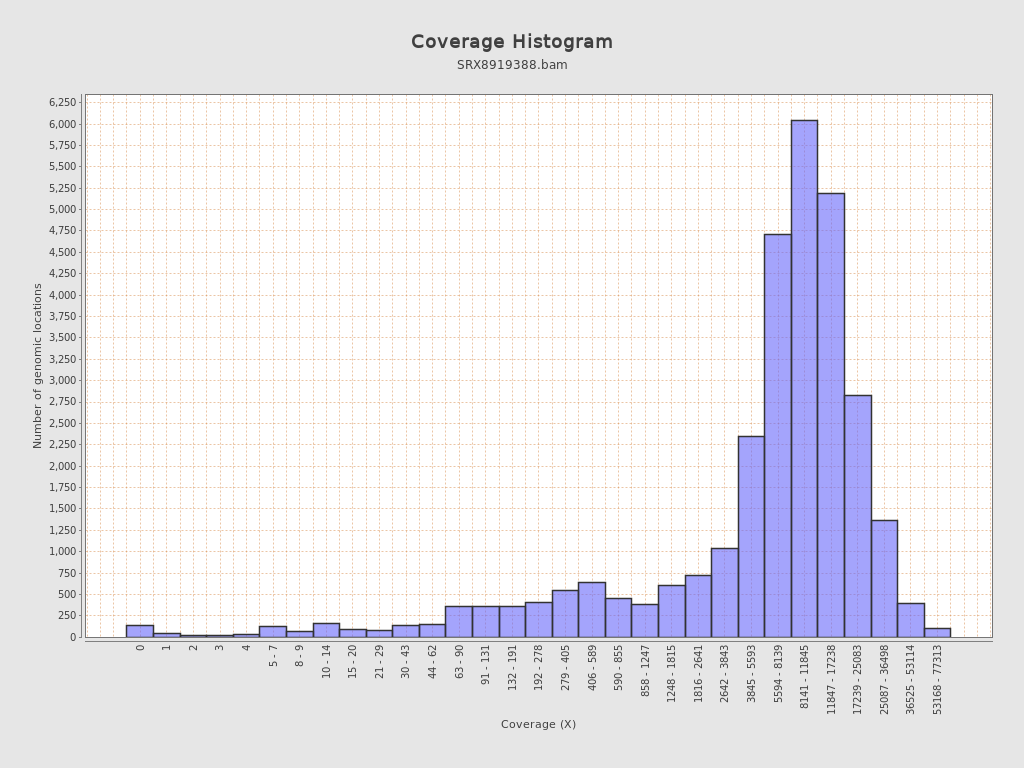 Coverage Histogram
SRX8919388.bam
Number of genomic locations
6,250
6,000
5,750
5,500
5,250
5,000
4,750
4,500
4,250
4,000
3,750
3,500
3,250
3,000
2,750
2,500
2,250
2,000
1,750
1,500
1,250
1,000
750
500
250
0
0
1
2
3
4
5 - 7
8 - 9
10 - 14
15 - 20
21 - 29
30 - 43
44 - 62
63 - 90
91 - 131
132 - 191
192 - 278
279 - 405
406 - 589
590 - 855
858 - 1247
1248 - 1815
1816 - 2641
2642 - 3843
3845 - 5593
5594 - 8139
8141 - 11845
11847 - 17238
17239 - 25083
25087 - 36498
36525 - 53114
53168 - 77313
Coverage (X)